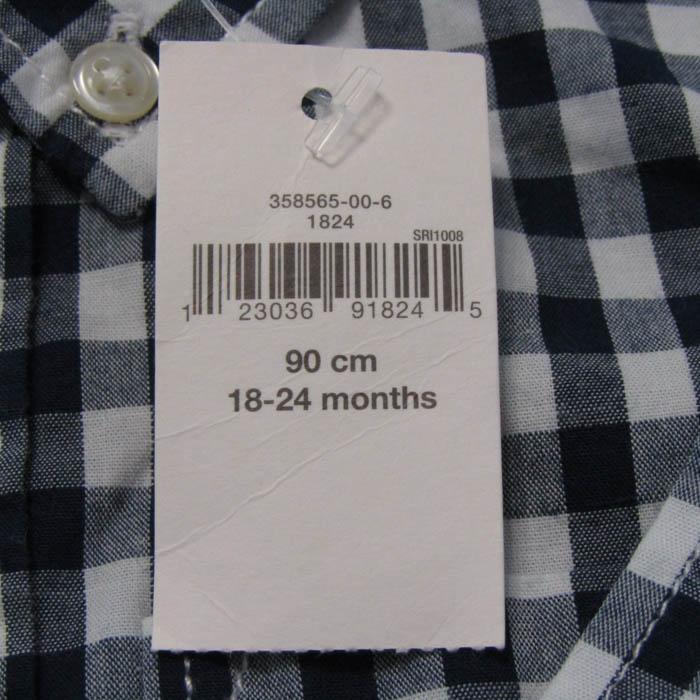 358565-00-6
1824
SRI1008
1 23036 91824 5
90 cm
18-24 months